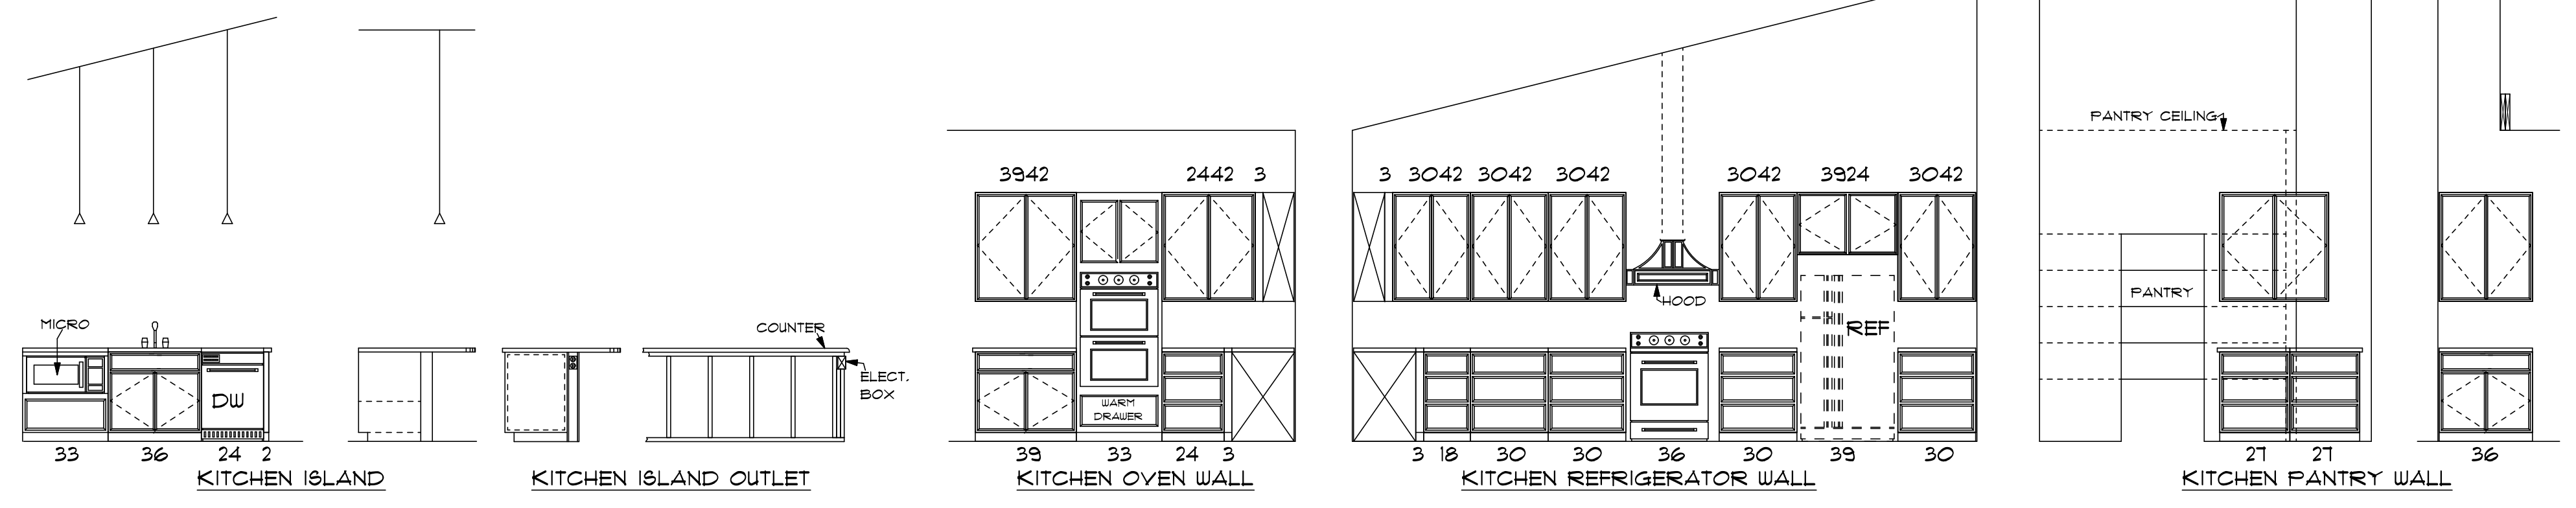 MICRO
DW
33 36 24 2
KITCHEN ISLAND
COUNTER
ELECT.
BOX
KITCHEN ISLAND OUTLET
3942 2442 3
WARM
DRAWER
39 33 24 3
KITCHEN OVEN WALL
3 3042 3042 3042 3042 3924 3042
HOOD
REF
3 18 30 30 36 30 39 30
KITCHEN REFRIGERATOR WALL
PANTRY CEILING
PANTRY
27 27 36
KITCHEN PANTRY WALL